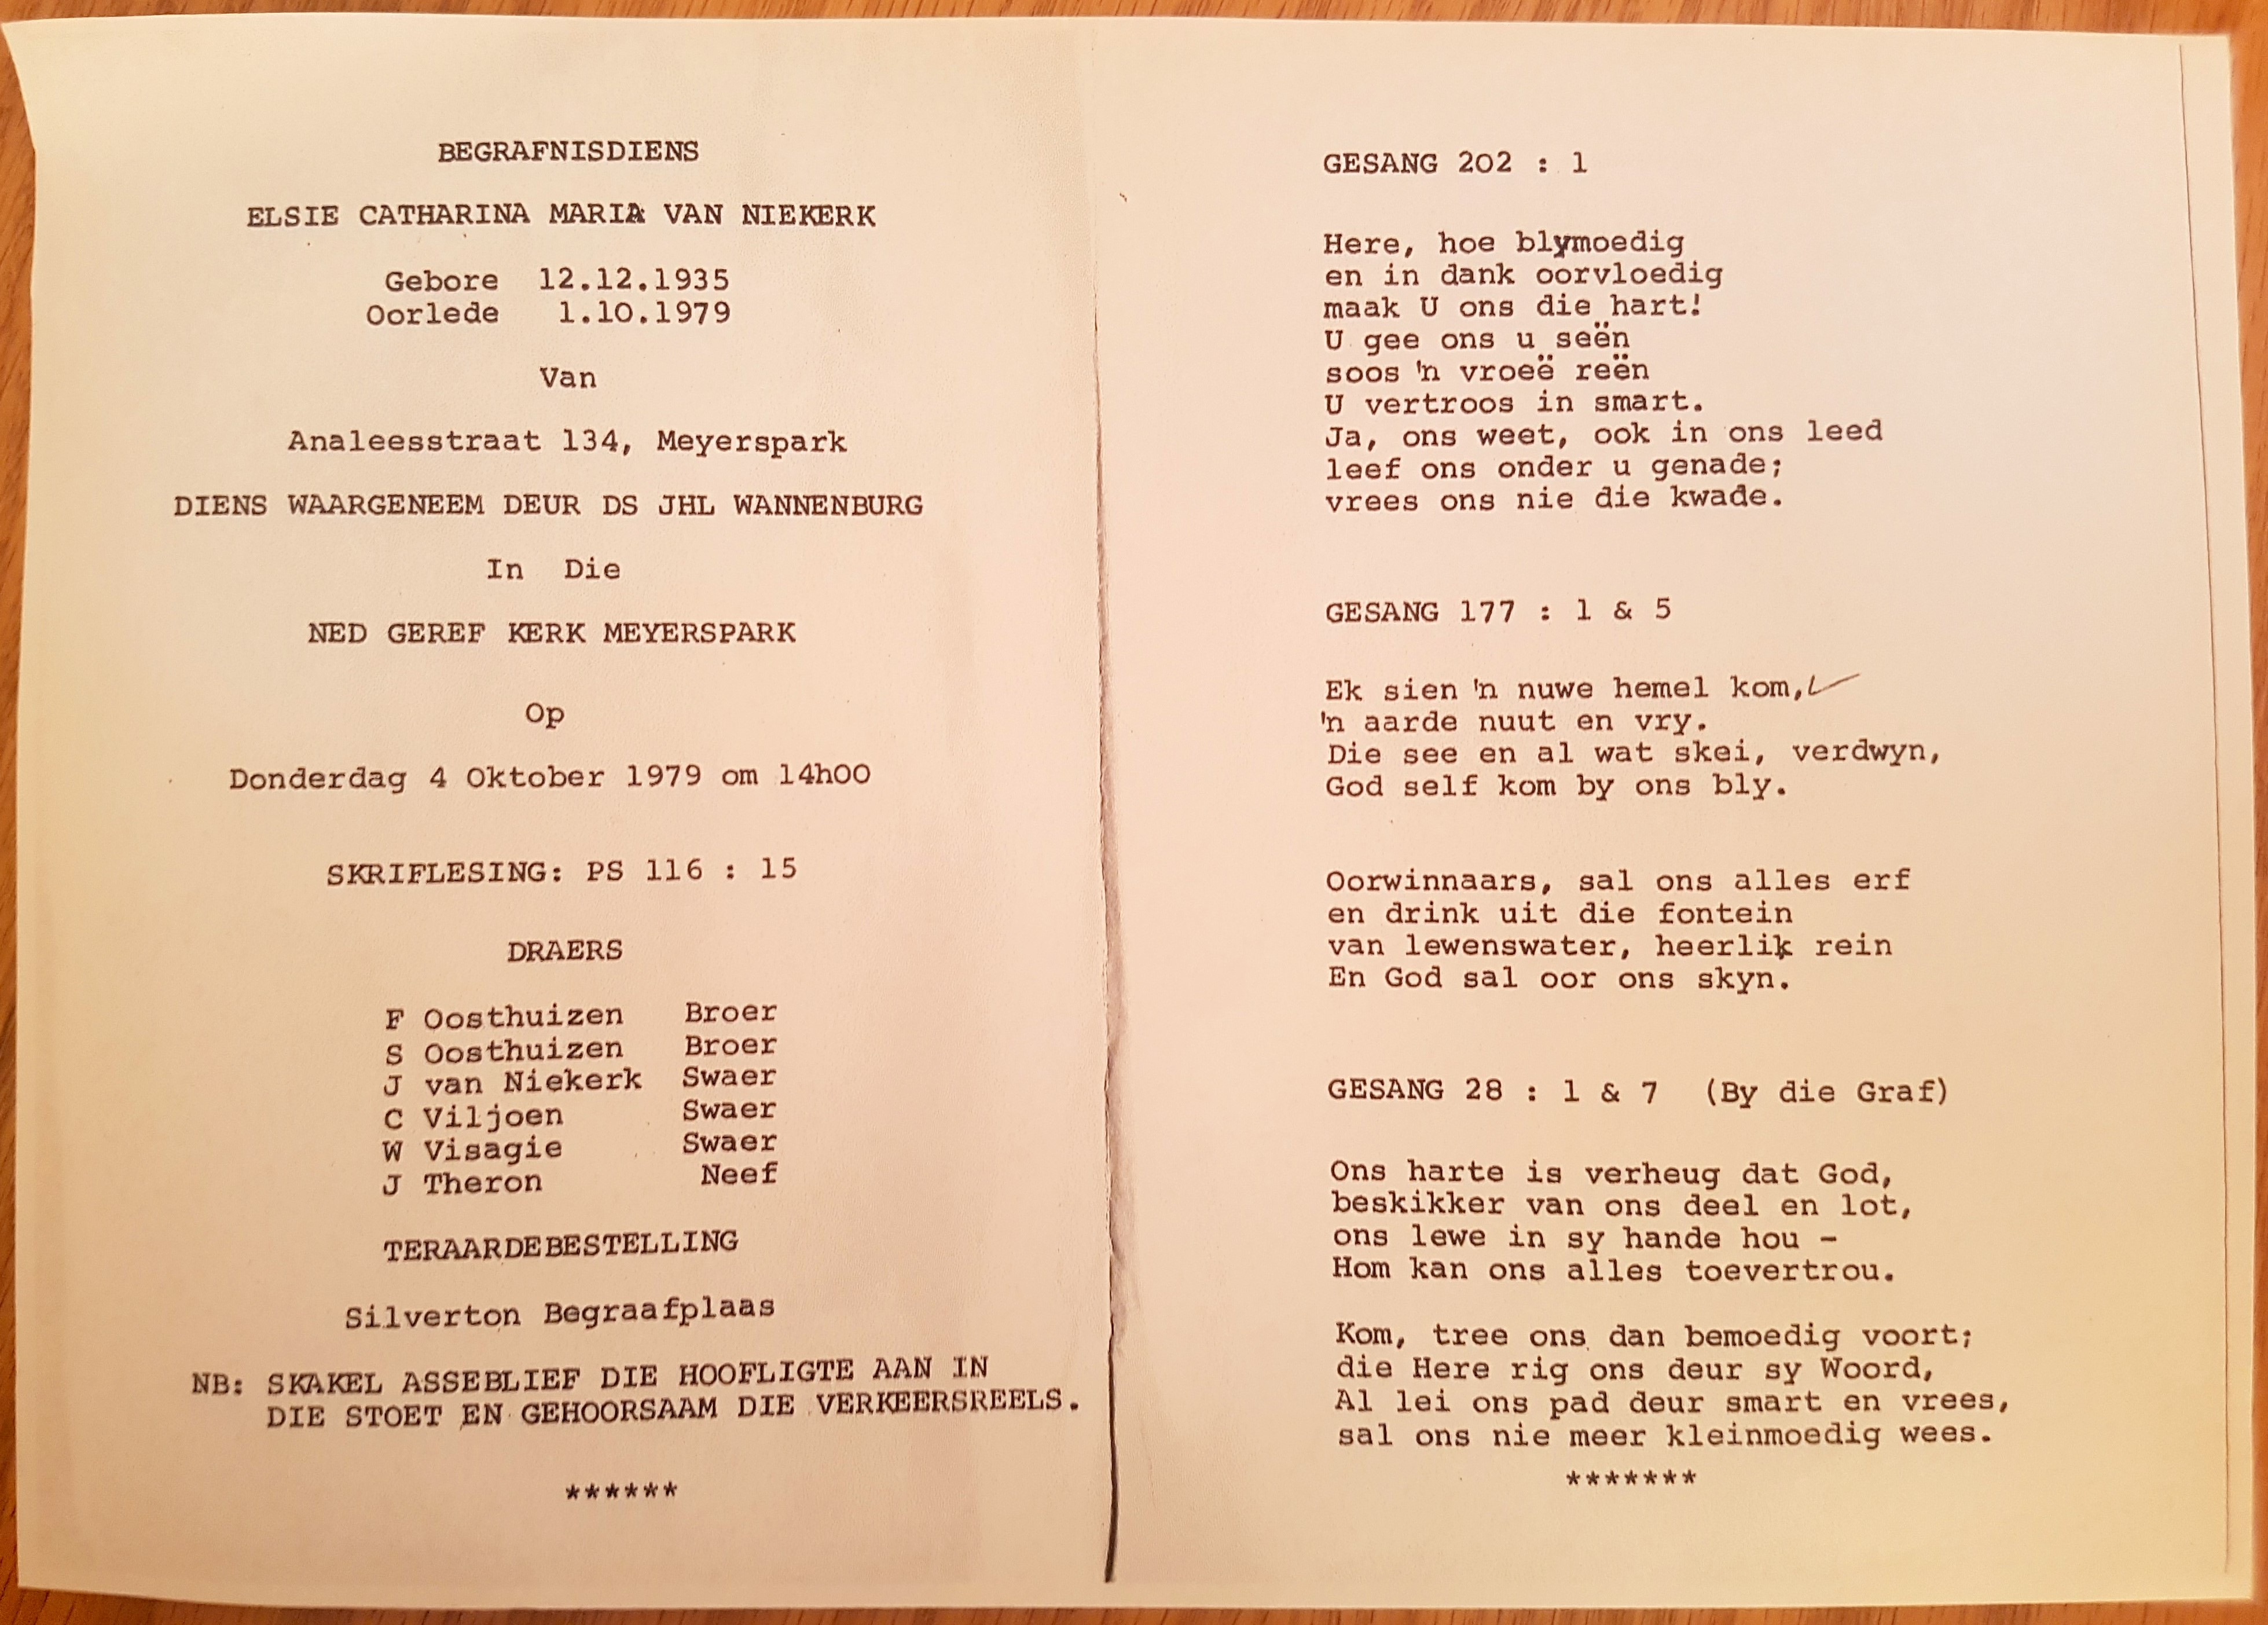 BEGRAFNISDIENS
ELSIE CATHARINA MARIA VAN NIEKERK
Gebore 12.12.1935
Oorlede 1.10.1979
Van
Analeesstraat 134, Meyerspark
DIENS WAARGENEEM DEUR DS JHL WANNENBURG
In Die
NED GEREF KERK MEYERSPARK
Op
Donderdag 4 Oktober 1979 om 14h00
SKRIFLESING: PS 116 : 15
DRAERS
F Oosthuizen Broer
S Oosthuizen Broer
J van Niekerk Swaer
C Viljoen Swaer
W Visagie Swaer
J Theron Neef
TERAARDEBESTELLING
Silverton Begraafplaas
NB: SKAKEL ASSEBLIEF DIE HOOFLIGTE AAN IN
DIE STOET EN GEHOORSAAM DIE VERKEERSREELS.
******
GESANG 202 : 1
Here, hoe blymoedig
en in dank oorvloedig
maak U ons die hart!
U gee ons u seën
soos 'n vroeë reën
U vertroos in smart.
Ja, ons weet, ook in ons leed
leef ons onder u genade;
vrees ons nie die kwade.
GESANG 177 : 1 & 5
Ek sien 'n nuwe hemel kom,
'n aarde nuut en vry.
Die see en al wat skei, verdwyn,
God self kom by ons bly.
Oorwinnaars, sal ons alles erf
en drink uit die fontein
van lewenswater, heerlik rein
En God sal oor ons skyn.
GESANG 28 : 1 & 7 (By die Graf)
Ons harte is verheug dat God,
beskikker van ons deel en lot,
ons lewe in sy hande hou -
Hom kan ons alles toevertrou.
Kom, tree ons dan bemoedig voort;
die Here rig ons deur sy Woord,
Al lei ons pad deur smart en vrees,
sal ons nie meer kleinmoedig wees.
*******